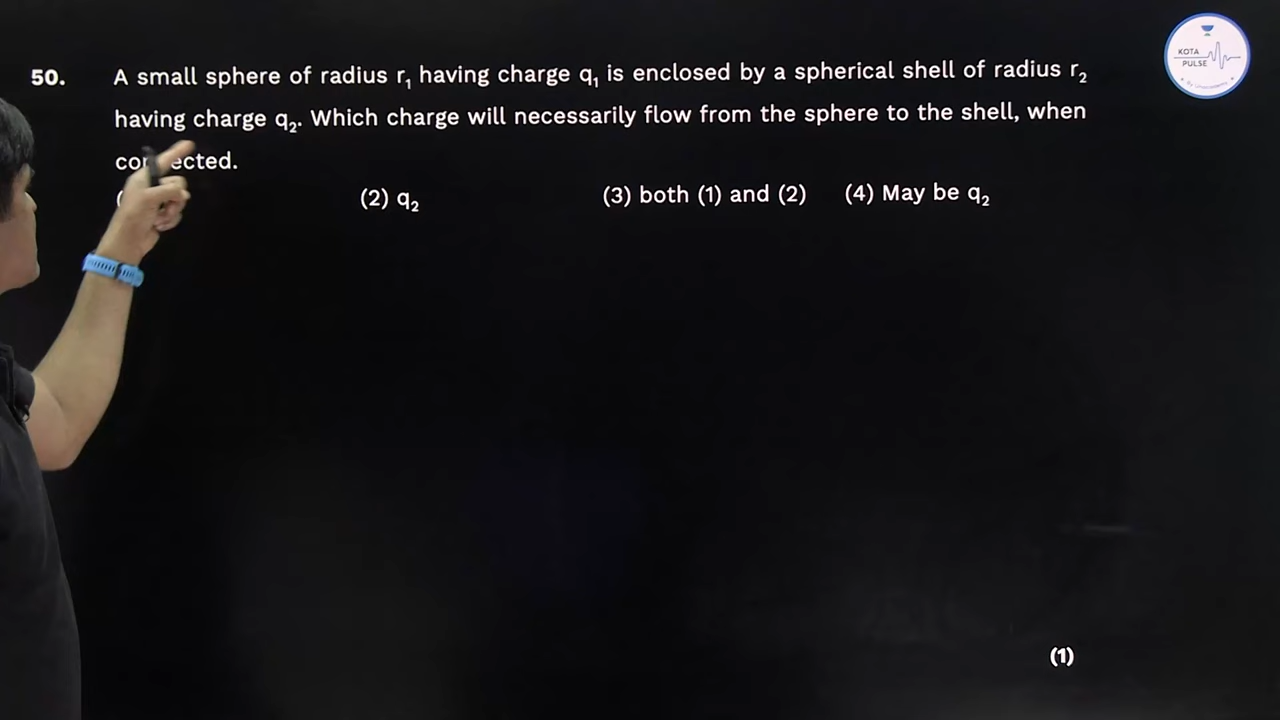 KOTA
PULSE
50. A small sphere of radius r₁ having charge q₁ is enclosed by a spherical shell of radius r₂
having charge q₂. Which charge will necessarily flow from the sphere to the shell, when
(2) q₂ (3) both (1) and (2) (4) May be q₂
(1)